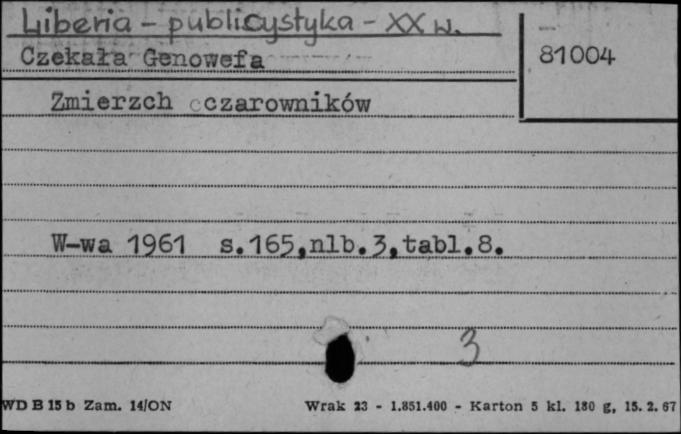 Liberia - publicystyka - XX w.
Czekała Genowefa
81004
Zmierzch czarowników
W-wa 1961 s.165,nlb.3,tabl.8.
3
WD B 15 b Zam. 14/ON Wrak 23 - 1.851.400 - Karton 5 kl. 180 g, 15. 2. 67